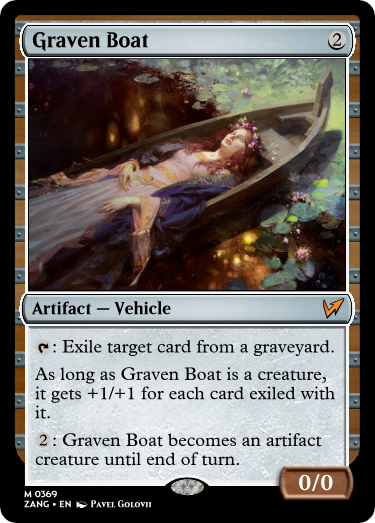 Graven Boat 2
Artifact — Vehicle
: Exile target card from a graveyard.
As long as Graven Boat is a creature,
it gets +1/+1 for each card exiled with
it.
2 : Graven Boat becomes an artifact
creature until end of turn.
0/0
M 0369
ZANG • EN Pavel Golovii